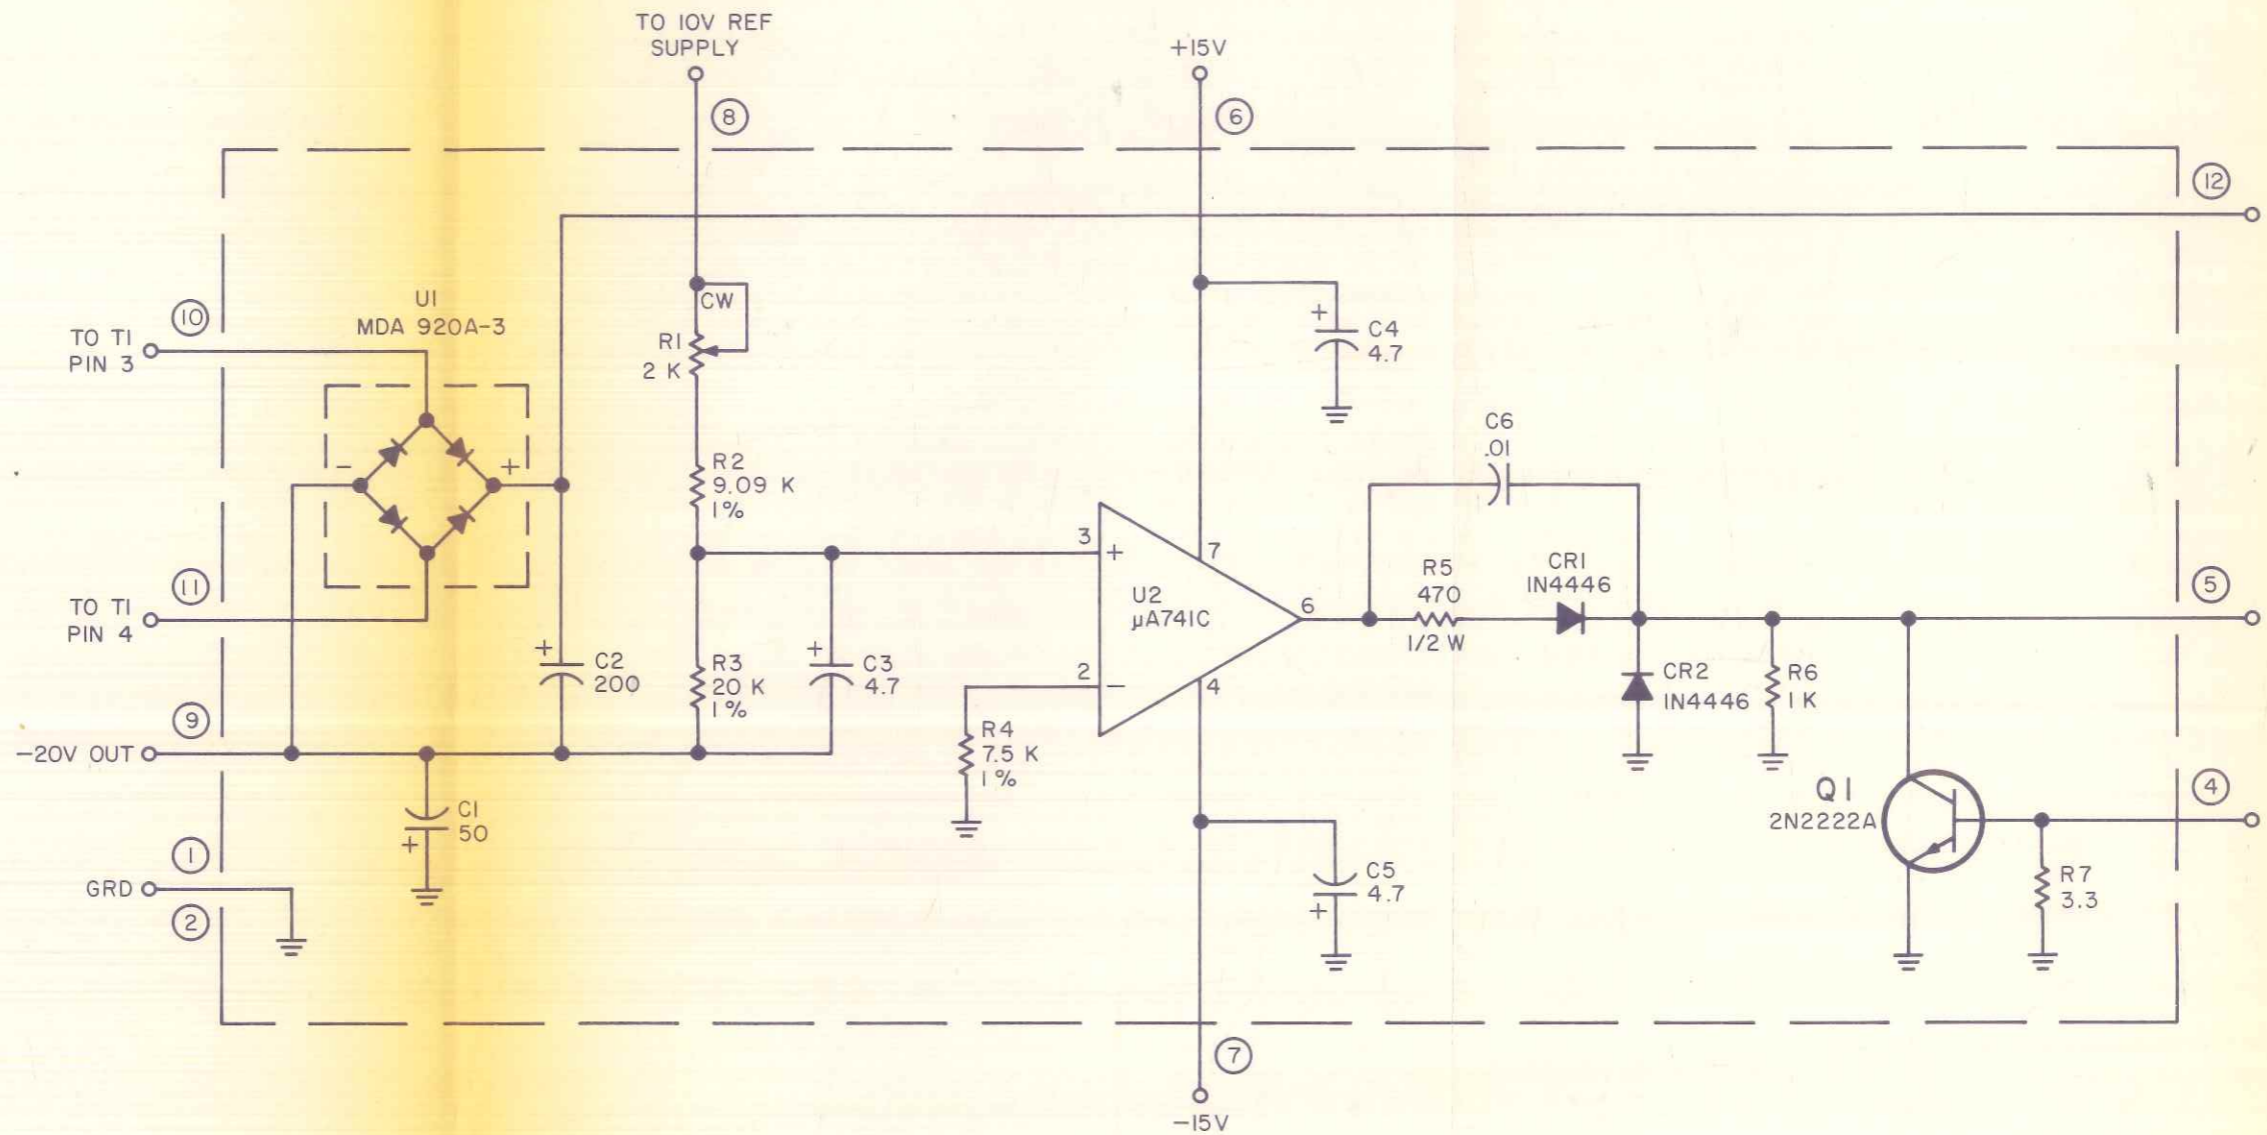 TO 10V REF
SUPPLY
+15V
8
6
12
CW
U1
MDA 920A-3
10
TO T1
PIN 3
R1
2 K
+
C4
4.7
C6
.01
-
+
R2
9.09 K
1%
3
+
7
11
TO T1
PIN 4
U2
µA741C
6
R5
470
1/2 W
CR1
1N4446
5
+
C2
200
R3
20 K
1%
+
C3
4.7
2
-
4
CR2
1N4446
R6
1 K
9
-20V OUT
R4
7.5 K
1%
Q1
2N2222A
4
C1
50
+
1
GRD
2
C5
4.7
+
R7
3.3
7
-15V